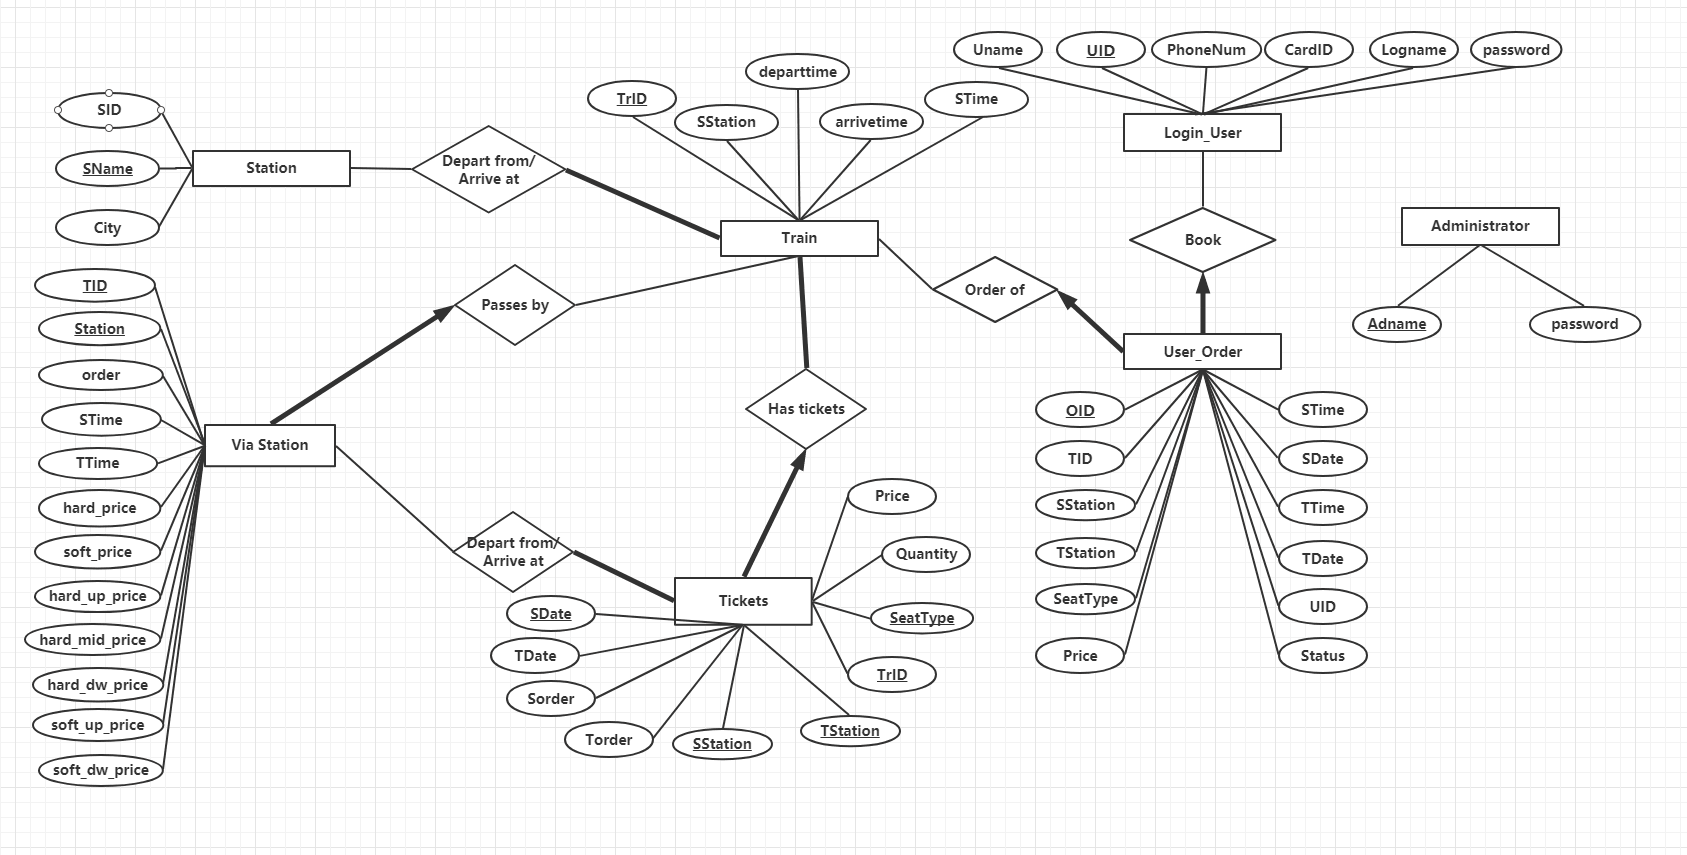 Uname
UID
PhoneNum
CardID
Logname
password
departtime
TrID
SStation
arrivetime
STime
SID
SName
City
Station
Depart from/
Arrive at
Train
Login_User
Book
Administrator
Adname
password
Order of
User_Order
Passes by
Has tickets
TID
Station
order
STime
TTime
hard_price
soft_price
hard_up_price
hard_mid_price
hard_dw_price
soft_up_price
soft_dw_price
Via Station
Depart from/
Arrive at
Tickets
Price
Quantity
SeatType
TrID
TStation
SStation
Torder
Sorder
TDate
SDate
OID
TID
SStation
TStation
SeatType
Price
STime
SDate
TTime
TDate
UID
Status